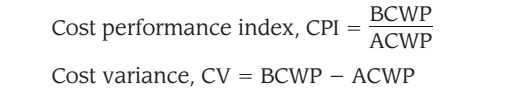 Cost performance index, CPI = BCWP / ACWP
Cost variance, CV = BCWP − ACWP